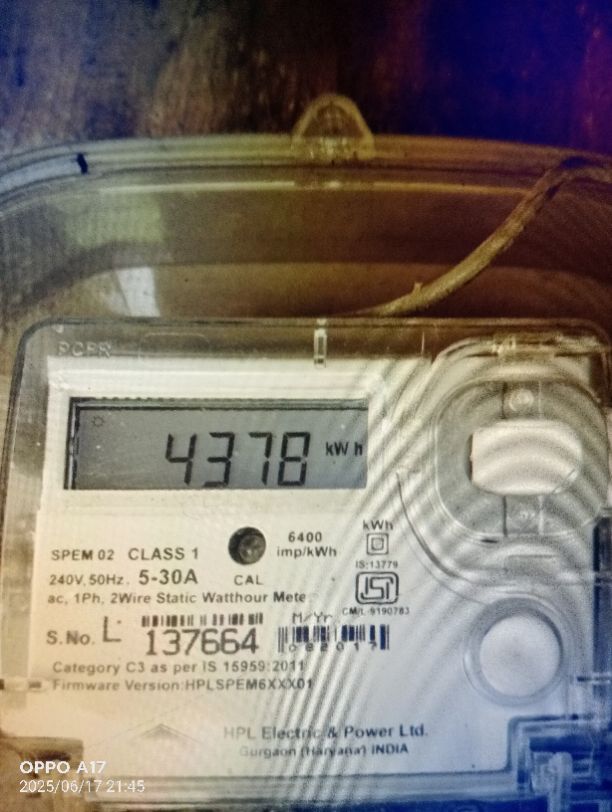 4378 kWh
6400 kWh
SPEM 02 CLASS 1 imp/kWh
240V, 50Hz, 5-30A CAL IS:13779
ac, 1Ph, 2Wire Static Watthour Mete
CM/L-9190783
M/Yr.
S.No. L 137664 082017
Category C3 as per IS 15959:2011
Firmware Version:HPLSPEM6XXX01
HPL Electric & Power Ltd.
Gurgaon (Haryana) INDIA
OPPO A17
2025/06/17 21:45